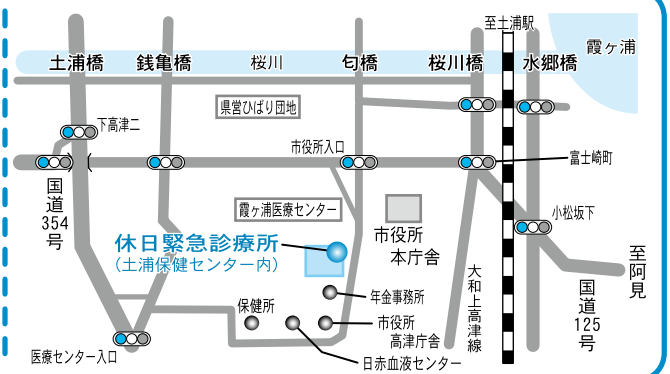 至土浦駅
霞ヶ浦
土浦橋
銭亀橋
桜川
匂橋
桜川橋
水郷橋
県営ひばり団地
下高津二
市役所入口
富士崎町
国道
354
号
霞ヶ浦医療センター
市役所
本庁舎
小松坂下
休日緊急診療所
(土浦保健センター内)
至阿見
大和上高津線
国道
125
号
年金事務所
保健所
市役所
高津庁舎
医療センター入口
日赤血液センター